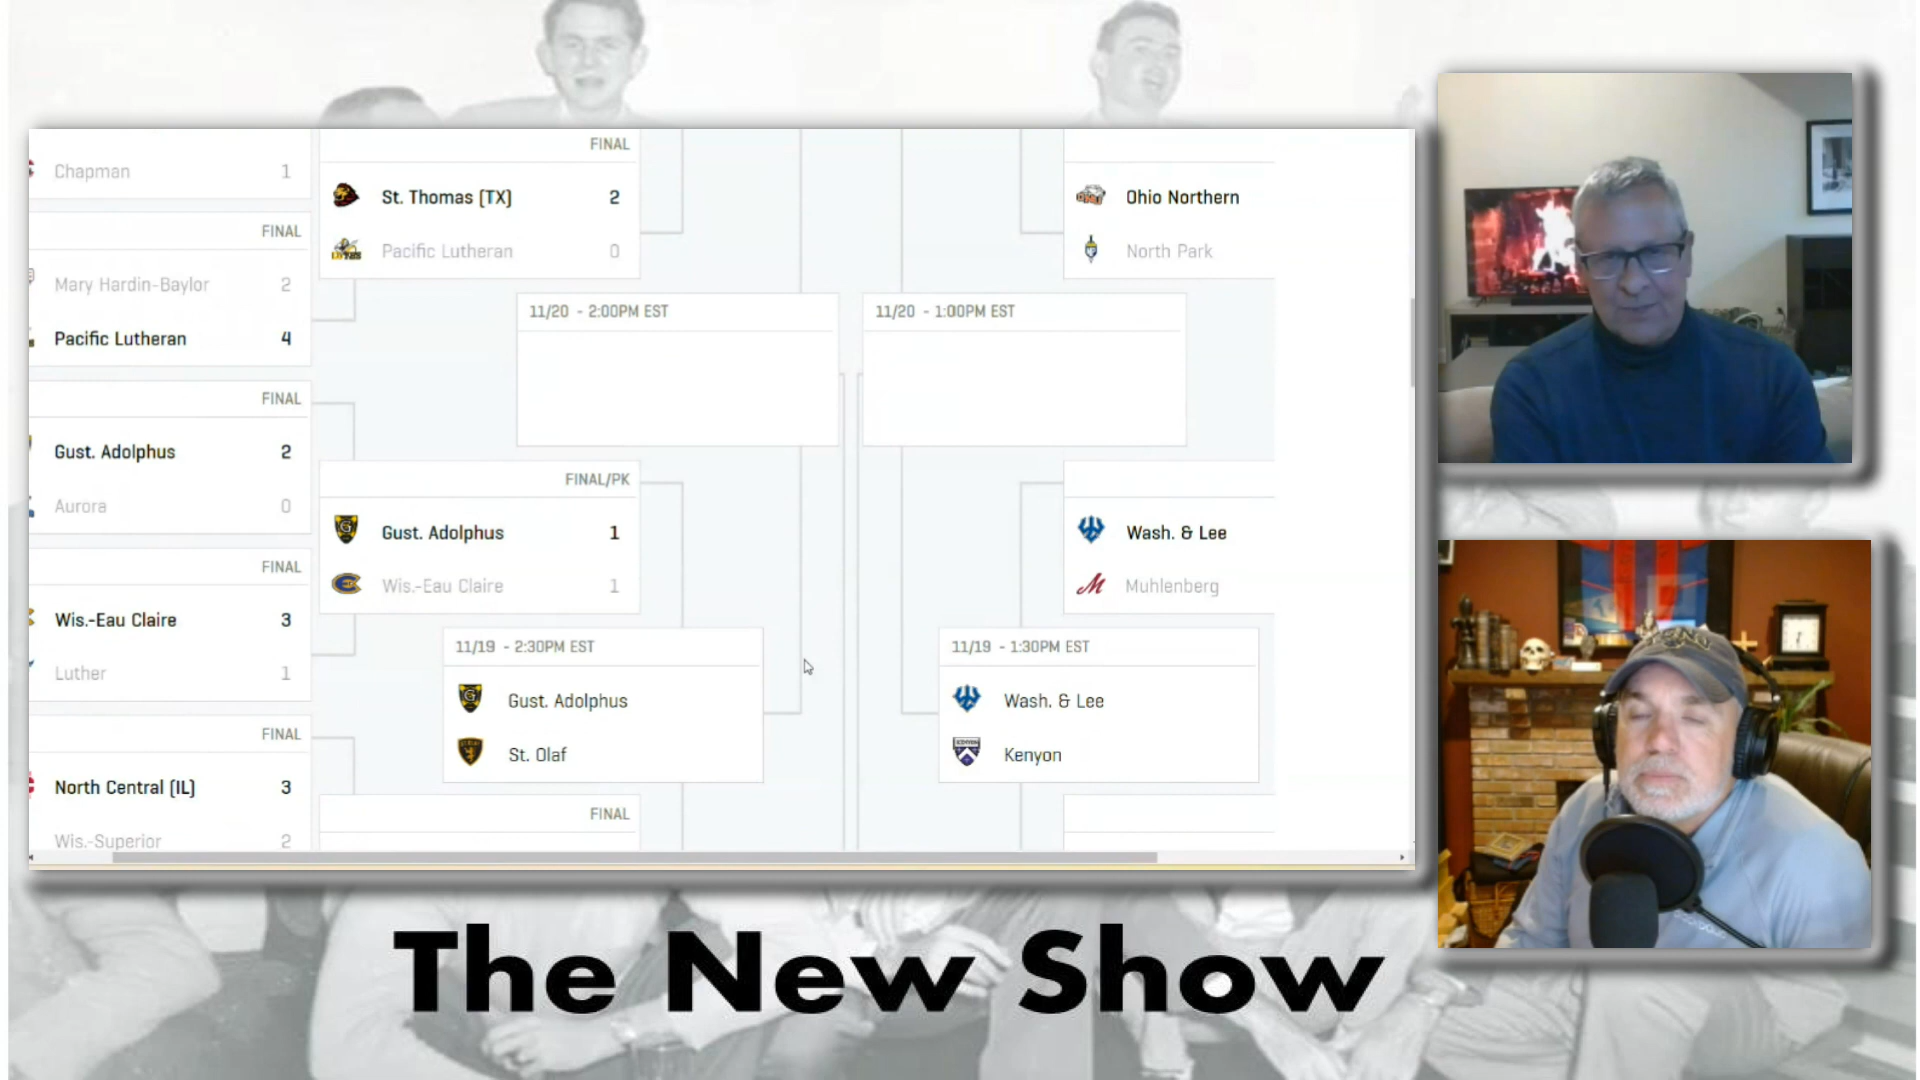 Chapman 1
FINAL
Mary Hardin-Baylor 2
Pacific Lutheran 4
FINAL
Gust. Adolphus 2
Aurora 0
FINAL
Wis.-Eau Claire 3
Luther 1
FINAL
North Central (IL) 3
Wis.-Superior 2
FINAL
St. Thomas (TX) 2
Pacific Lutheran 0
FINAL/PK
Gust. Adolphus 1
Wis.-Eau Claire 1
FINAL
11/20 - 2:00PM EST
11/19 - 2:30PM EST
Gust. Adolphus
St. Olaf
11/20 - 1:00PM EST
11/19 - 1:30PM EST
Wash. & Lee
Kenyon
Ohio Northern
North Park
Wash. & Lee
Muhlenberg
The New Show